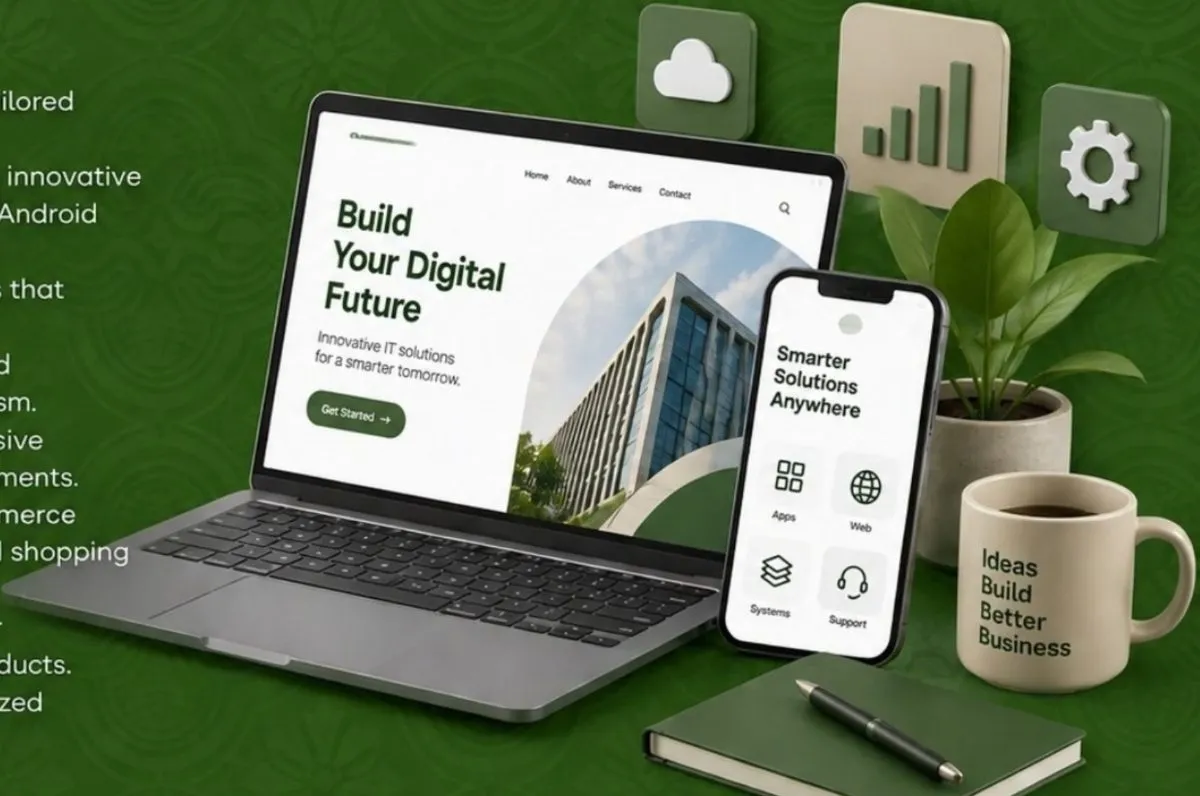 ilored
innovative
Android
s that
d
sm.
sive
ments.
merce
l shopping
.
ducts.
zed
Home About Services Contact
Build
Your Digital
Future
Innovative IT solutions
for a smarter tomorrow.
Get Started →
Smarter
Solutions
Anywhere
Apps Web
Systems Support
Ideas
Build
Better
Business